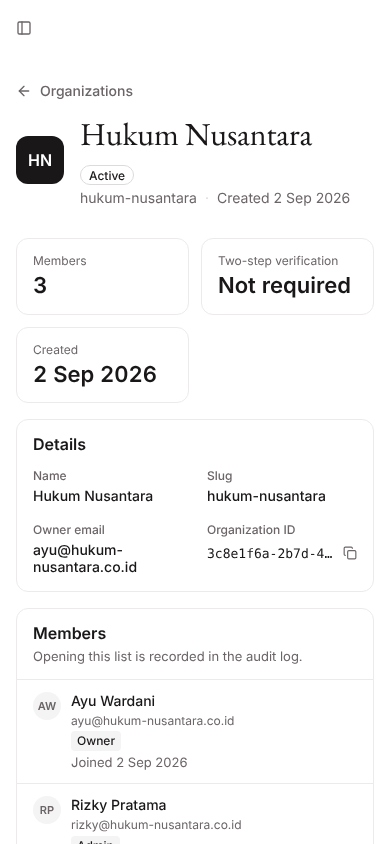 Organizations
HN
Hukum Nusantara
Active
hukum-nusantara · Created 2 Sep 2026
Members
3
Two-step verification
Not required
Created
2 Sep 2026
Details
Name
Hukum Nusantara
Slug
hukum-nusantara
Owner email
ayu@hukum-
nusantara.co.id
Organization ID
3c8e1f6a-2b7d-4…
Members
Opening this list is recorded in the audit log.
AW
Ayu Wardani
ayu@hukum-nusantara.co.id
Owner
Joined 2 Sep 2026
RP
Rizky Pratama
rizky@hukum-nusantara.co.id
Admin